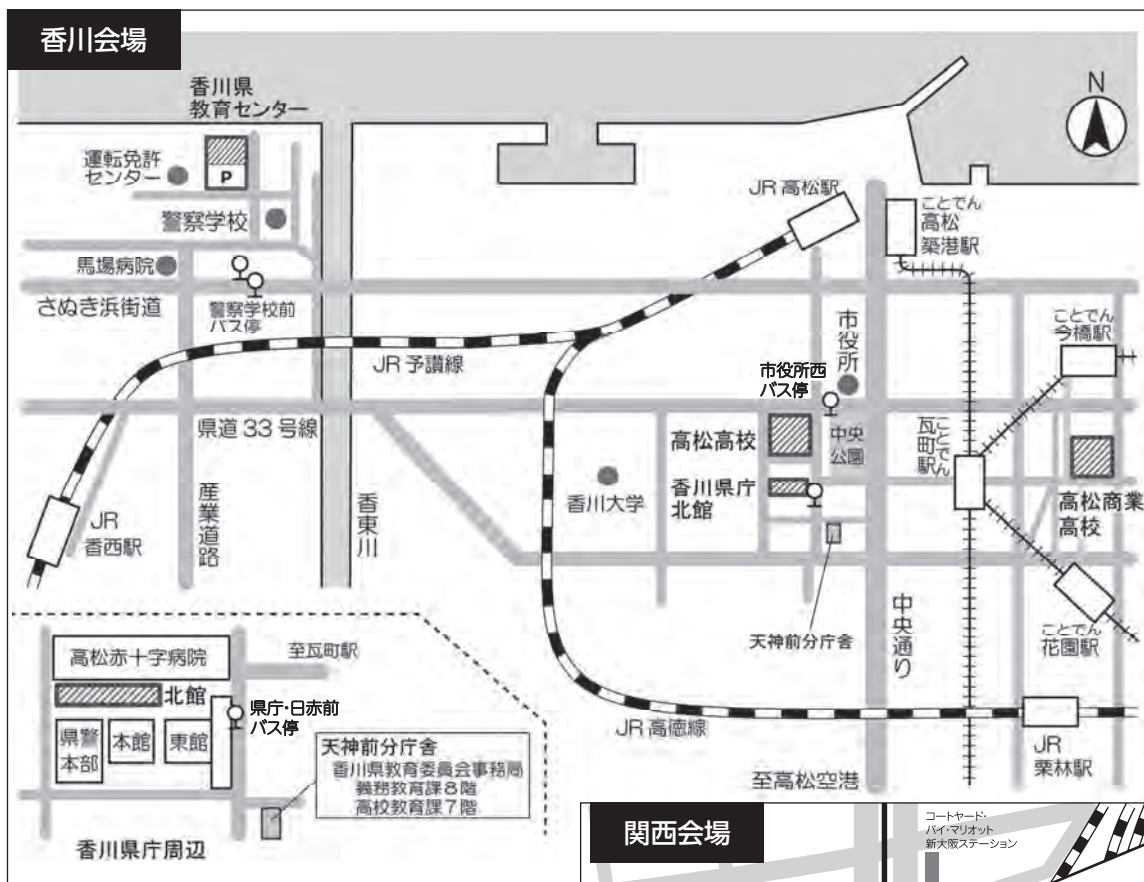 香川会場
香川県
教育センター
運転免許
センター
P
警察学校
馬場病院
さぬき浜街道
警察学校前
バス停
JR予讃線
県道33号線
JR
香西駅
産業道路
香東川
JR高松駅
N
ことでん
高松
築港駅
市役所
市役所西
バス停
ことでん
今橋駅
高松高校
中央
公園
ことでん
瓦町駅
香川大学
香川県庁
北館
高松商業
高校
天神前分庁舎
中央通り
ことでん
花園駅
JR高徳線
JR
栗林駅
至高松空港
高松赤十字病院
至瓦町駅
北館
県庁・日赤前
バス停
県警
本部
本館
東館
天神前分庁舎
香川県教育委員会事務局
義務教育課8階
高校教育課7階
香川県庁周辺
関西会場
コートヤード・
バイ・マリオット
新大阪ステーション